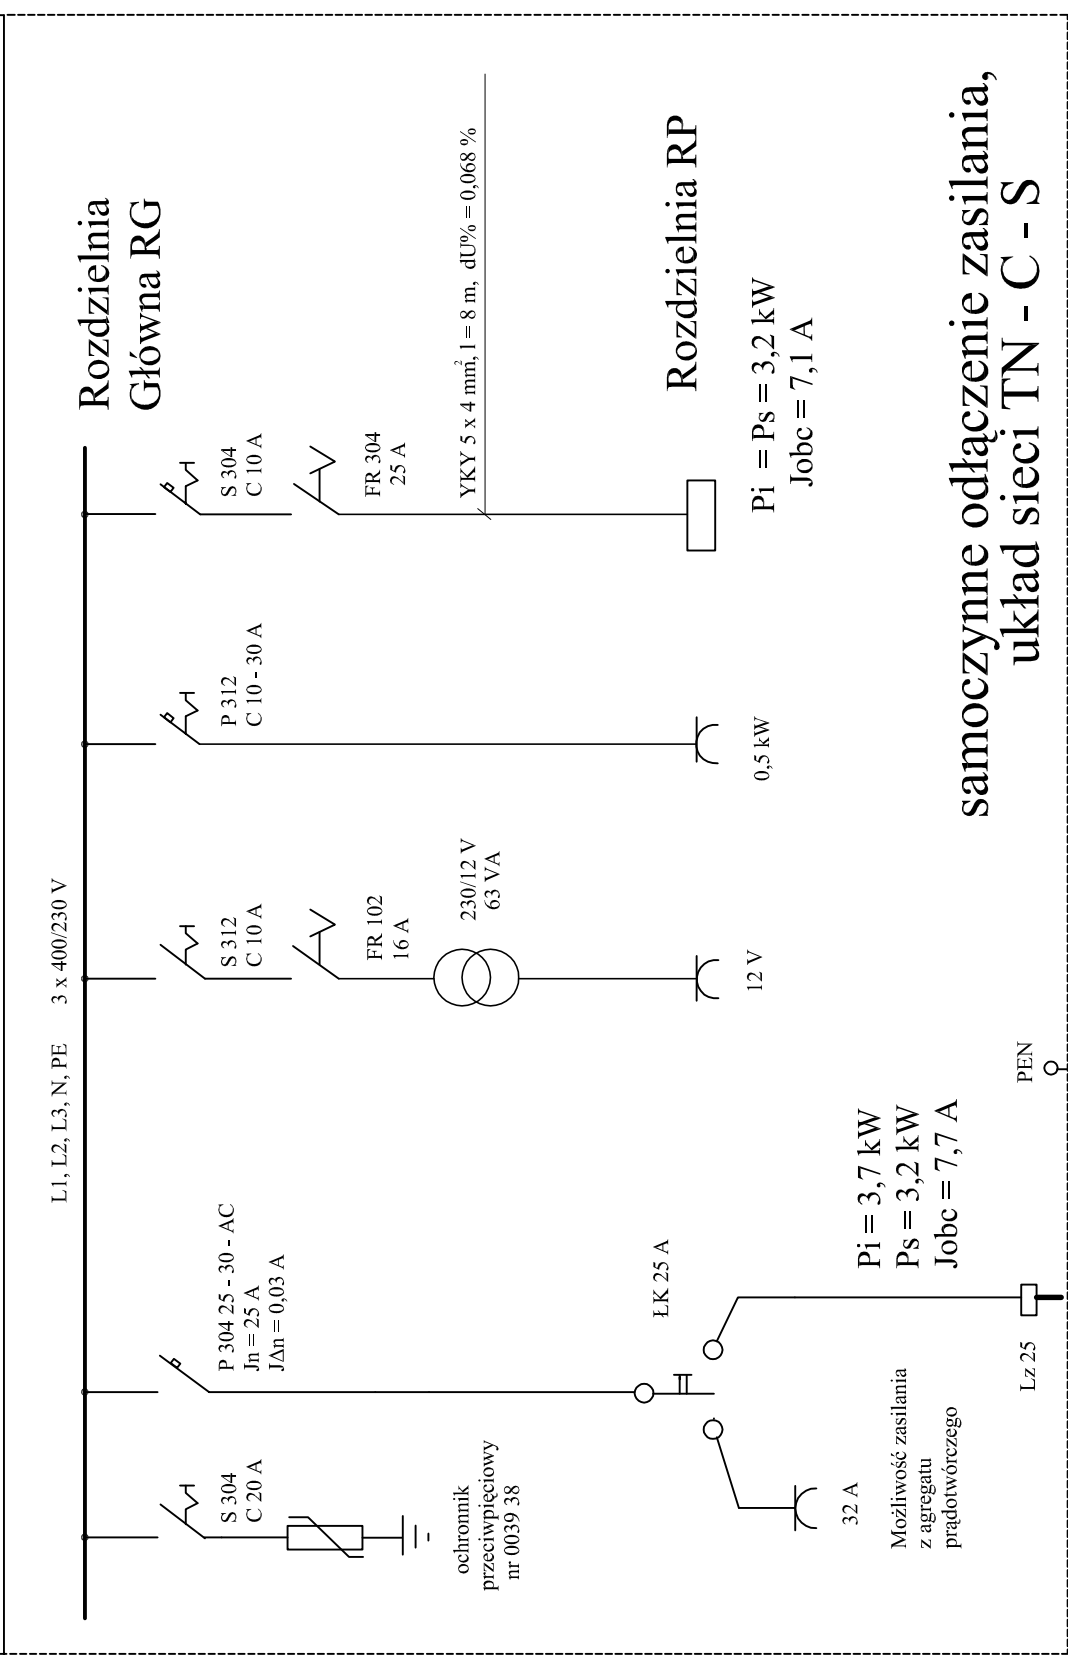 L1, L2, L3, N, PE   3 x 400/230 V
Rozdzielnia
Główna RG
S 304
C 20 A
ochronnik
przeciwpięciowy
nr 0039 38
P 304 25 - 30 - AC
Jn = 25 A
JΔn = 0,03 A
ŁK 25 A
32 A
Możliwość zasilania
z agregatu
prądotwórczego
Lz 25
Pi = 3,7 kW
Ps = 3,2 kW
Jobc = 7,7 A
PEN
S 312
C 10 A
FR 102
16 A
230/12 V
63 VA
12 V
P 312
C 10 - 30 A
0,5 kW
S 304
C 10 A
FR 304
25 A
YKY 5 x 4 mm², l = 8 m, dU% = 0,068 %
Rozdzielnia RP
Pi = Ps = 3,2 kW
Jobc = 7,1 A
samoczynne odłączenie zasilania,
układ sieci TN - C - S